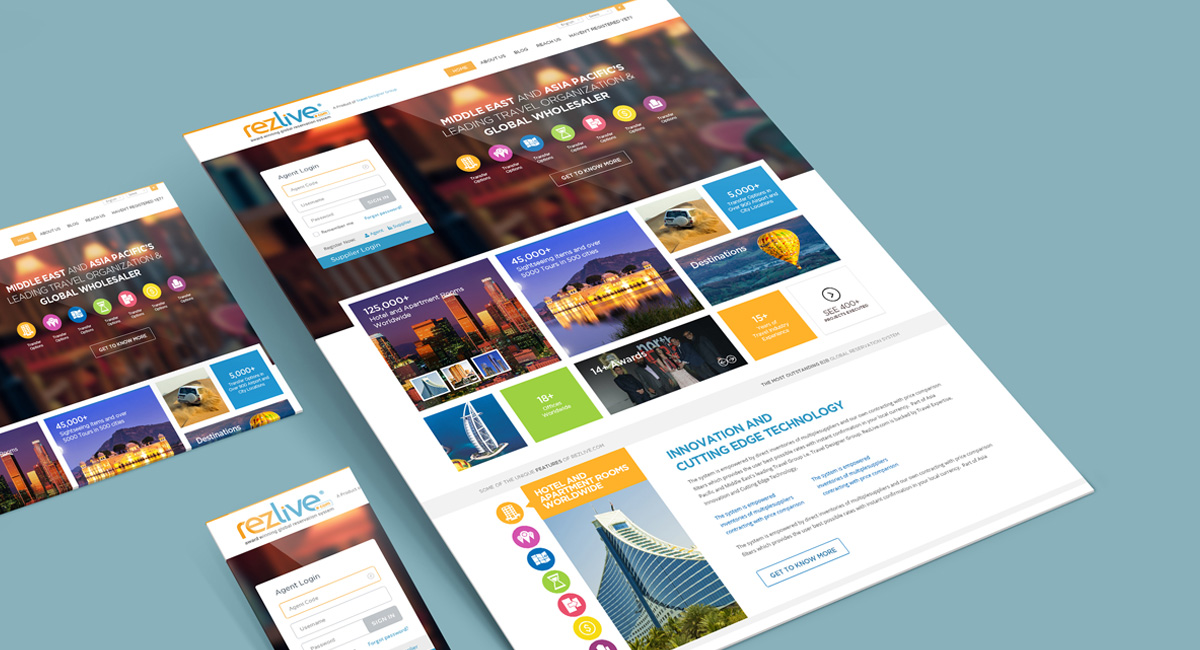 HOME
ABOUT US
BLOG
REACH US
HAVEN'T REGISTERED YET?
rezlive.com
A Product of Travel Designer Group
award winning global reservation system
MIDDLE EAST AND ASIA PACIFIC'S
LEADING TRAVEL ORGANIZATION &
GLOBAL WHOLESALER
Transfer Options
Transfer Options
Transfer Options
Transfer Options
Transfer Options
Transfer Options
Transfer Options
GET TO KNOW MORE
Agent Login
Agent Code
Username
Password
SIGN IN
Remember me
Forgot password?
Register Now:
Agent
Supplier
Supplier Login
125,000+
Hotel and Apartment Rooms
Worldwide
45,000+
Sightseeing Items and over
5000 Tours in 500 cities
5,000+
Transfer Options in
Over 900 Airport and
City Locations
Destinations
14+ Awards
15+
Years of
Travel Industry
Experience
SEE 400+
PROJECTS EXECUTED
18+
Offices
Worldwide
THE MOST OUTSTANDING B2B GLOBAL RESERVATION SYSTEM
SOME OF THE UNIQUE FEATURES OF REZLIVE.COM
HOTEL AND
APARTMENT ROOMS
WORLDWIDE
INNOVATION AND
CUTTING EDGE TECHNOLOGY
The system is empowered by direct inventories of multiplesuppliers and our own contracting with price comparison
filters which provides the user best possible rates with instant confirmation in your local currency. Part of Asia
Pacific and Middle East's leading Travel Group i.e. Travel Designer Group, RezLive.com is backed by Travel Expertise,
Innovation and Cutting Edge Technology.
The system is empowered
inventories of multiplesuppliers
contracting with price comparison
The system is empowered
inventories of multiplesuppliers
contracting with price comparison
The system is empowered by direct inventories of multiplesuppliers and our own contracting with price comparison
filters which provides the user best possible rates with instant confirmation in your local currency. Part of Asia
GET TO KNOW MORE
HOME
ABOUT US
BLOG
REACH US
HAVEN'T REGISTERED YET?
MIDDLE EAST AND ASIA PACIFIC'S
LEADING TRAVEL ORGANIZATION &
GLOBAL WHOLESALER
Transfer Options
Transfer Options
Transfer Options
Transfer Options
Transfer Options
Transfer Options
Transfer Options
GET TO KNOW MORE
Rooms
45,000+
Sightseeing Items and over
5000 Tours in 500 cities
5,000+
Transfer Options in
Over 900 Airport and
City Locations
Destinations
rezlive.com
A Product
award winning global reservation system
Agent Login
Agent Code
Username
Password
SIGN IN
Forgot password?
Supplier